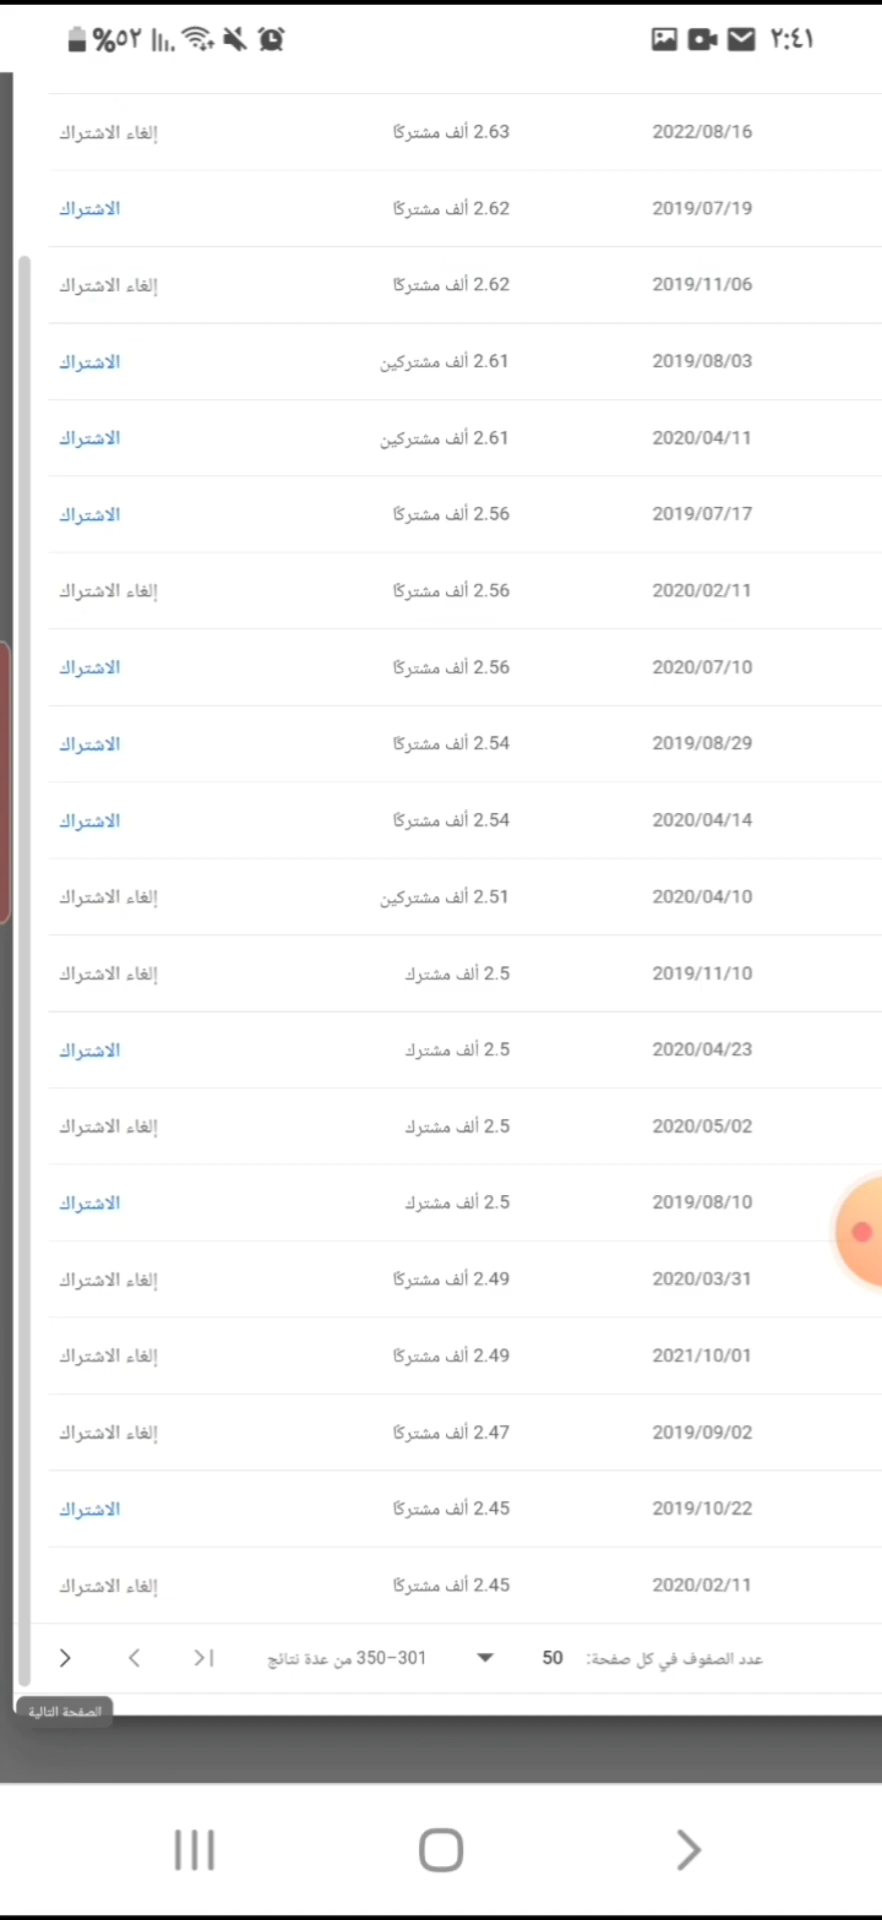 ٢:٤١ %٥٢
2022/08/16 2.63 ألف مشتركًا إلغاء الاشتراك
2019/07/19 2.62 ألف مشتركًا الاشتراك
2019/11/06 2.62 ألف مشتركًا إلغاء الاشتراك
2019/08/03 2.61 ألف مشتركين الاشتراك
2020/04/11 2.61 ألف مشتركين الاشتراك
2019/07/17 2.56 ألف مشتركًا الاشتراك
2020/02/11 2.56 ألف مشتركًا إلغاء الاشتراك
2020/07/10 2.56 ألف مشتركًا الاشتراك
2019/08/29 2.54 ألف مشتركًا الاشتراك
2020/04/14 2.54 ألف مشتركًا الاشتراك
2020/04/10 2.51 ألف مشتركين إلغاء الاشتراك
2019/11/10 2.5 ألف مشترك إلغاء الاشتراك
2020/04/23 2.5 ألف مشترك الاشتراك
2020/05/02 2.5 ألف مشترك إلغاء الاشتراك
2019/08/10 2.5 ألف مشترك الاشتراك
2020/03/31 2.49 ألف مشتركًا إلغاء الاشتراك
2021/10/01 2.49 ألف مشتركًا إلغاء الاشتراك
2019/09/02 2.47 ألف مشتركًا إلغاء الاشتراك
2019/10/22 2.45 ألف مشتركًا الاشتراك
2020/02/11 2.45 ألف مشتركًا إلغاء الاشتراك
عدد الصفوف في كل صفحة: 50 301–350 من عدة نتائج
الصفحة التالية